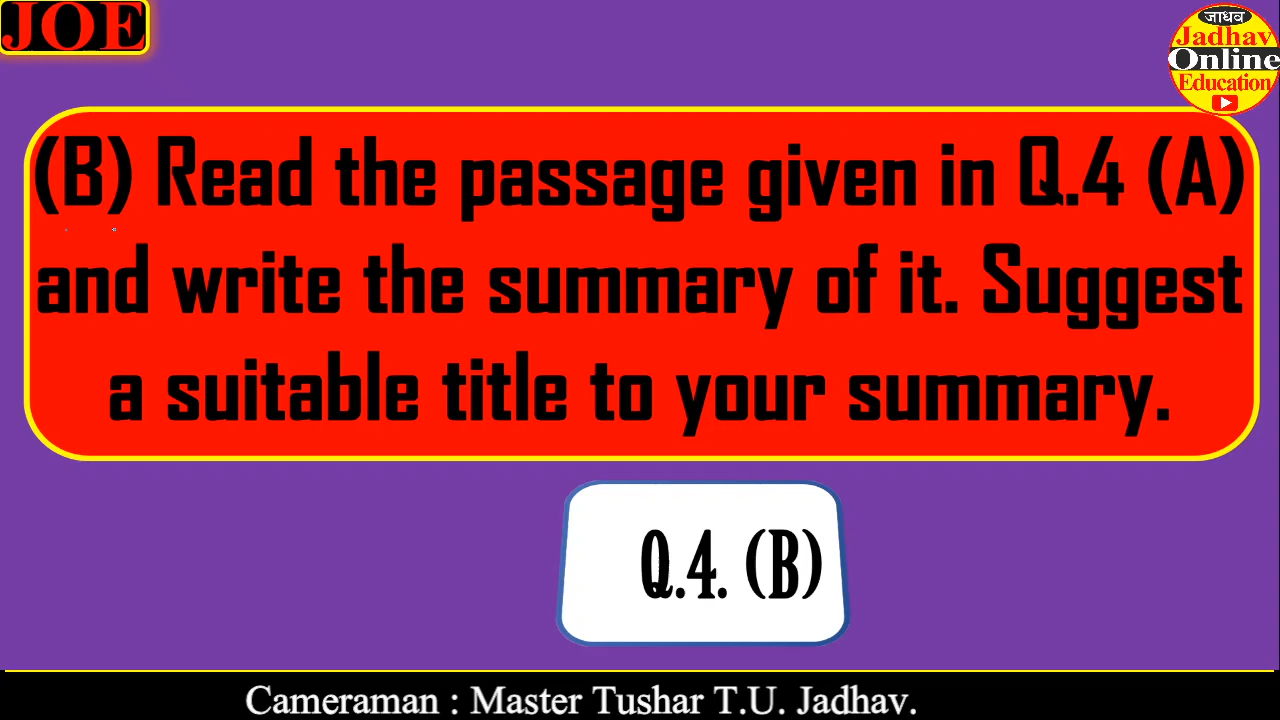 JOE
जाधव
Jadhav
Online
Education
(B) Read the passage given in Q.4 (A)
and write the summary of it. Suggest
a suitable title to your summary.
Q.4. (B)
Cameraman : Master Tushar T.U. Jadhav.